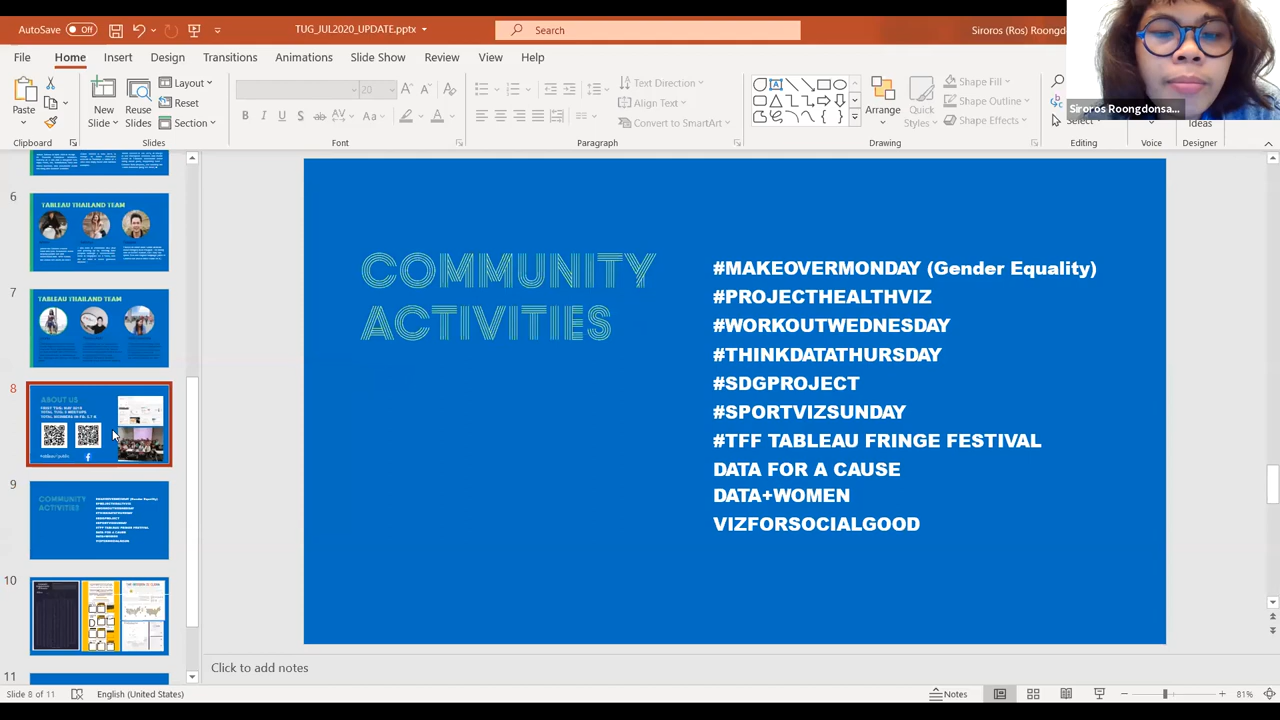 AutoSave Off
TUG_JUL2020_UPDATE.pptx
Search
Siroros (Ros) Roongd
Siroros Roongdonsa...
File Home Insert Design Transitions Animations Slide Show Review View Help
Paste
New Slide
Reuse Slides
Layout
Reset
Section
20
Text Direction
Align Text
Convert to SmartArt
Arrange
Quick Styles
Shape Fill
Shape Outline
Shape Effects
Select
Voice
Ideas
Clipboard
Slides
Font
Paragraph
Drawing
Editing
Voice
Designer
6
TABLEAU THAILAND TEAM
7
TABLEAU THAILAND TEAM
8
ABOUT US
9
COMMUNITY
ACTIVITIES
10
11
COMMUNITY
ACTIVITIES
#MAKEOVERMONDAY (Gender Equality)
#PROJECTHEALTHVIZ
#WORKOUTWEDNESDAY
#THINKDATATHURSDAY
#SDGPROJECT
#SPORTVIZSUNDAY
#TFF TABLEAU FRINGE FESTIVAL
DATA FOR A CAUSE
DATA+WOMEN
VIZFORSOCIALGOOD
Click to add notes
Slide 8 of 11
English (United States)
Notes
81%